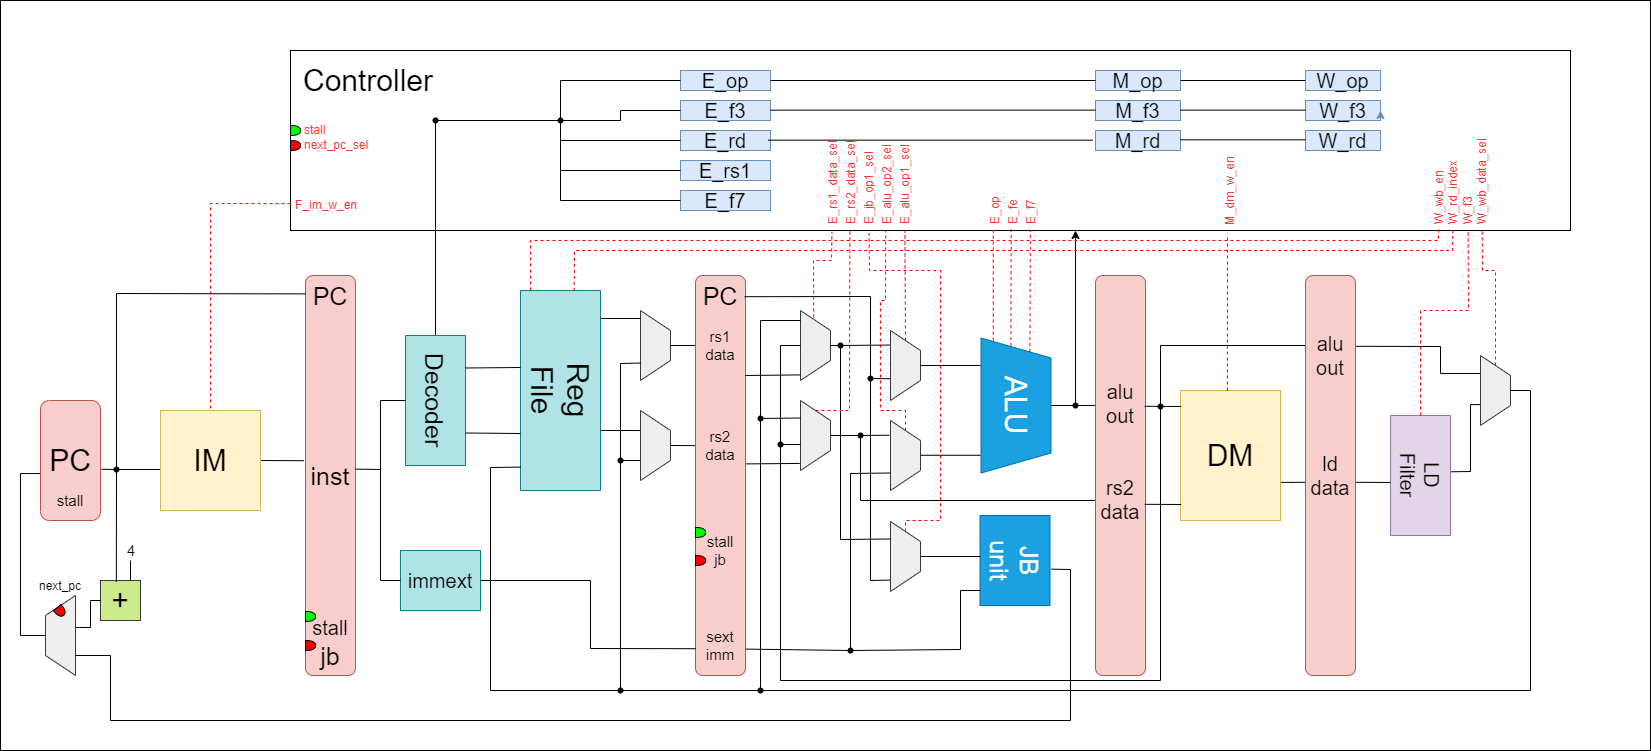 Controller
E_op
M_op
W_op
E_f3
M_f3
W_f3
E_rd
M_rd
W_rd
E_rs1
E_f7
stall
next_pc_sel
F_im_w_en
E_rs1_data_sel
E_rs2_data_sel
E_jb_op1_sel
E_alu_op2_sel
E_alu_op1_sel
E_op
E_fe
E_f7
M_dm_w_en
W_wb_en
W_rd_index
W_f3
W_wb_data_sel
PC
stall
IM
4
+
next_pc
PC
inst
stall
jb
Decoder
immext
Reg
File
PC
rs1
data
rs2
data
stall
jb
sext
imm
ALU
JB
unit
alu
out
rs2
data
DM
alu
out
ld
data
LD
Filter